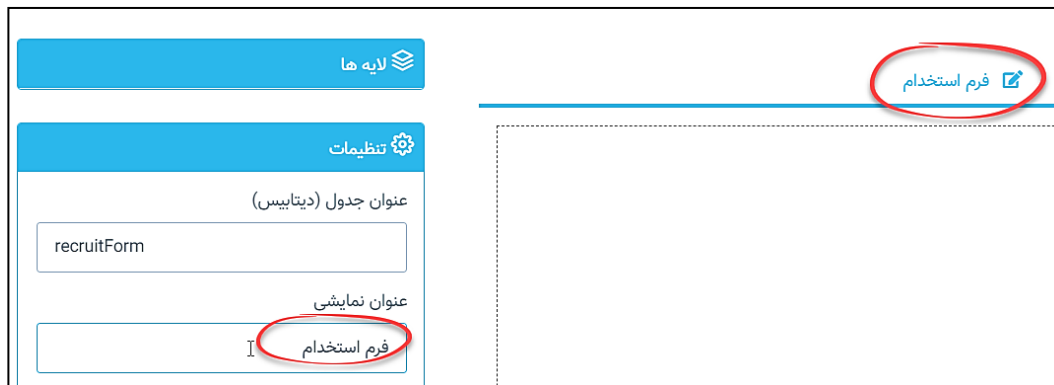 فرم استخدام
لایه ها
تنظیمات
عنوان جدول (دیتابیس)
recruitForm
عنوان نمایشی
فرم استخدام